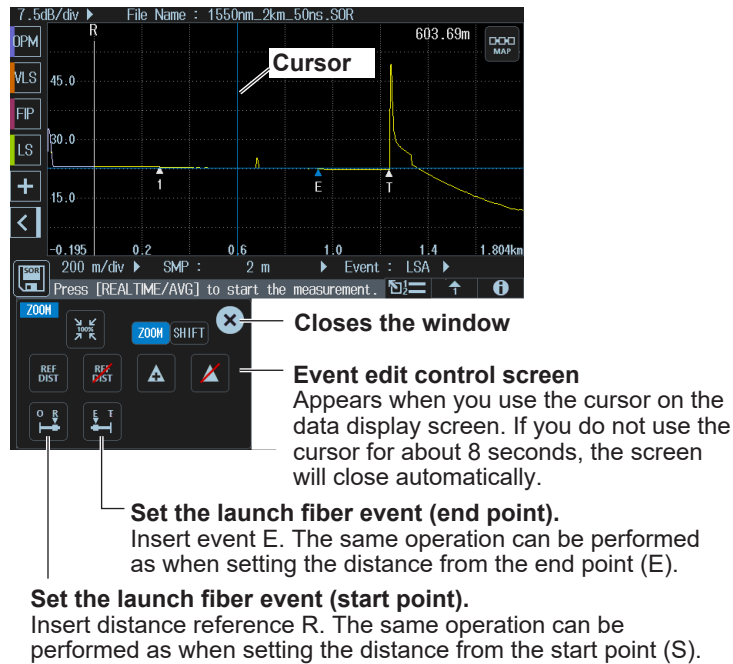 7.5dB/div ▶ File Name : 1550nm_2km_50ns.SOR
R
603.69m
OPM
MAP
Cursor
VLS
45.0
FIP
30.0
LS
+
E
T
1
15.0
<
-0.195 0.2 0.6 1.0 1.4 1.804km
SOR
200 m/div ▶ SMP : 2 m ▶ Event : LSA ▶
Press [REALTIME/AVG] to start the measurement.
ZOOM
100%
ZOOM SHIFT
Closes the window
REF DIST
REF DIST
Event edit control screen
Appears when you use the cursor on the
data display screen. If you do not use the
cursor for about 8 seconds, the screen
will close automatically.
O R
E T
Set the launch fiber event (end point).
Insert event E. The same operation can be performed
as when setting the distance from the end point (E).
Set the launch fiber event (start point).
Insert distance reference R. The same operation can be
performed as when setting the distance from the start point (S).